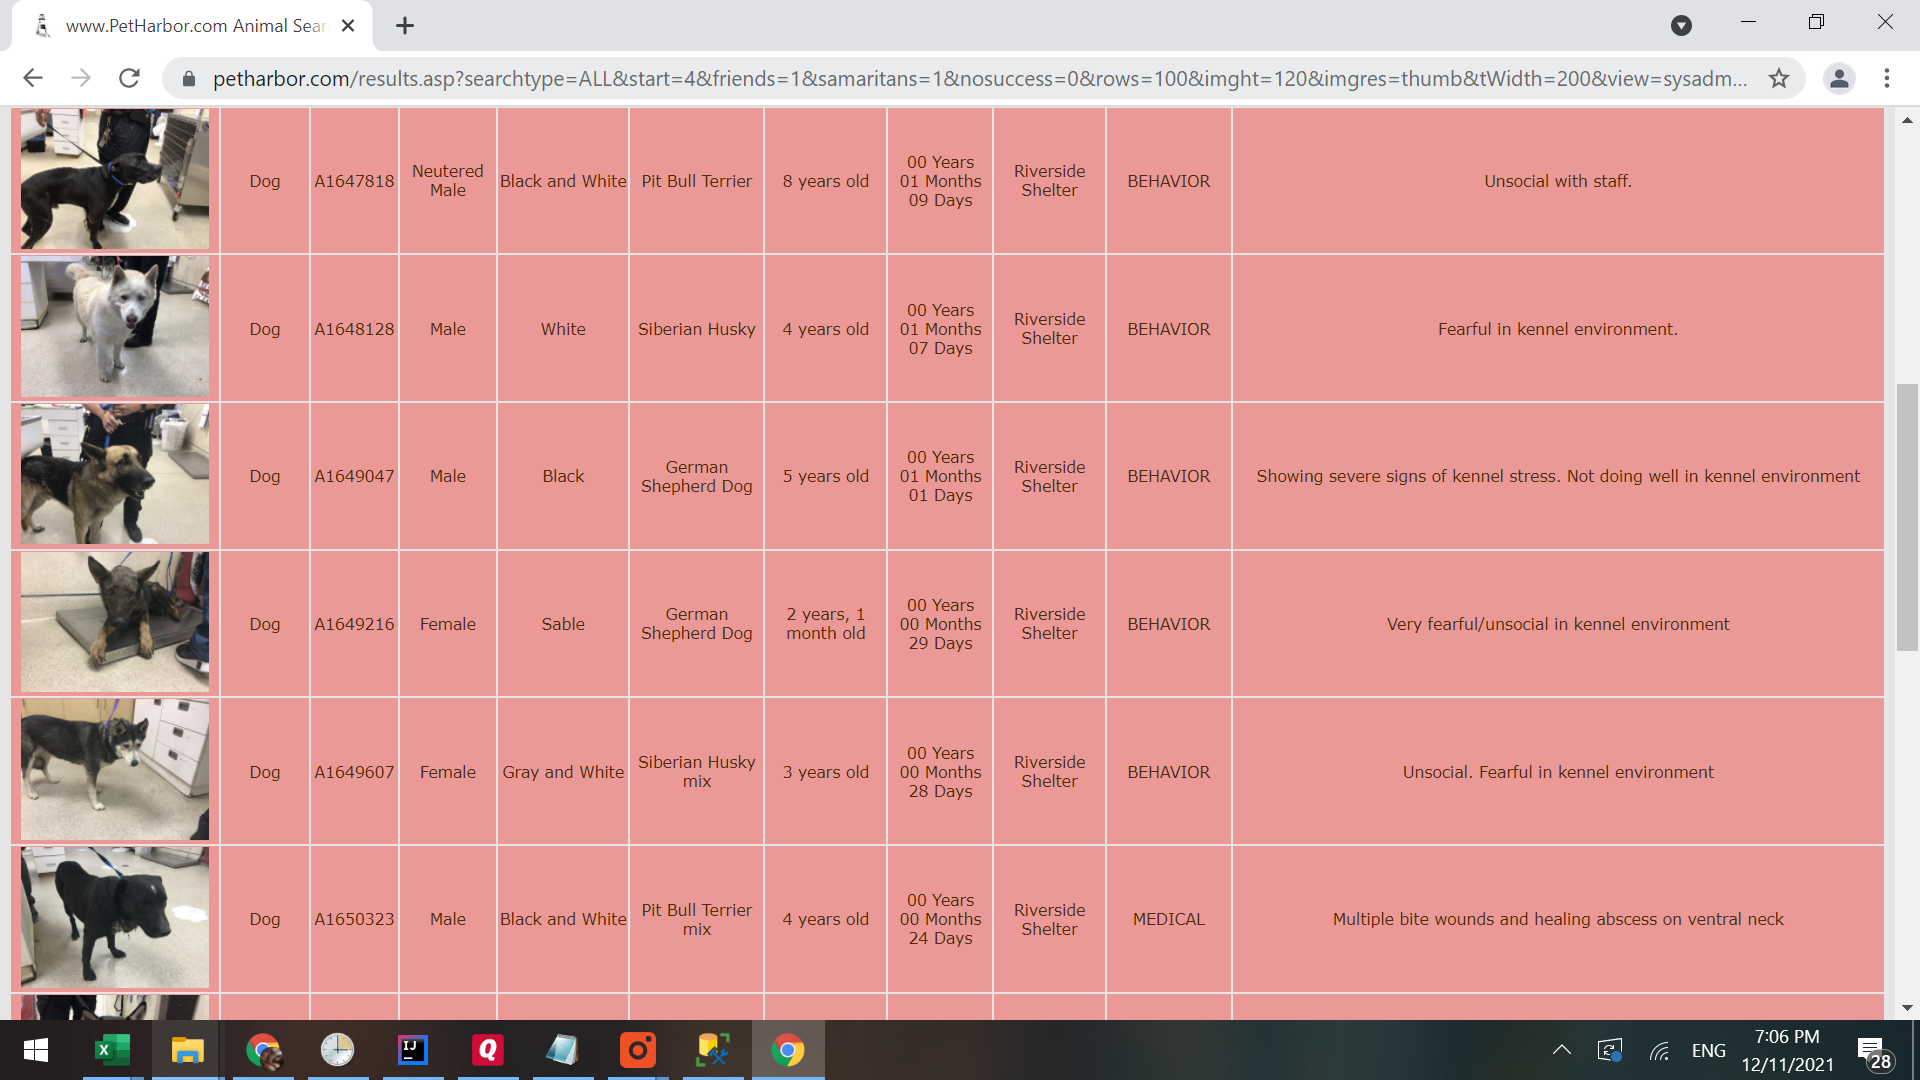 www.PetHarbor.com Animal Sear
petharbor.com/results.asp?searchtype=ALL&start=4&friends=1&samaritans=1&nosuccess=0&rows=100&imght=120&imgres=thumb&tWidth=200&view=sysadm...
Dog
A1647818
Neutered
Male
Black and White
Pit Bull Terrier
8 years old
00 Years
01 Months
09 Days
Riverside
Shelter
BEHAVIOR
Unsocial with staff.
Dog
A1648128
Male
White
Siberian Husky
4 years old
00 Years
01 Months
07 Days
Riverside
Shelter
BEHAVIOR
Fearful in kennel environment.
Dog
A1649047
Male
Black
German
Shepherd Dog
5 years old
00 Years
01 Months
01 Days
Riverside
Shelter
BEHAVIOR
Showing severe signs of kennel stress. Not doing well in kennel environment
Dog
A1649216
Female
Sable
German
Shepherd Dog
2 years, 1
month old
00 Years
00 Months
29 Days
Riverside
Shelter
BEHAVIOR
Very fearful/unsocial in kennel environment
Dog
A1649607
Female
Gray and White
Siberian Husky
mix
3 years old
00 Years
00 Months
28 Days
Riverside
Shelter
BEHAVIOR
Unsocial. Fearful in kennel environment
Dog
A1650323
Male
Black and White
Pit Bull Terrier
mix
4 years old
00 Years
00 Months
24 Days
Riverside
Shelter
MEDICAL
Multiple bite wounds and healing abscess on ventral neck
X
IJ
Q
ENG
7:06 PM
12/11/2021
28